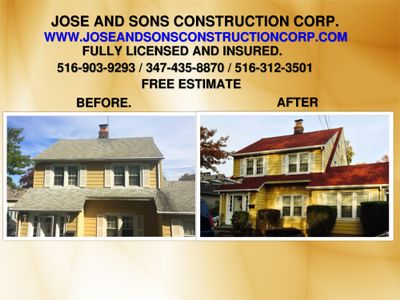 JOSE AND SONS CONSTRUCTION CORP.
WWW.JOSEANDSONSCONSTRUCTIONCORP.COM
FULLY LICENSED AND INSURED.
516-903-9293 / 347-435-8870 / 516-312-3501
FREE ESTIMATE
BEFORE. AFTER